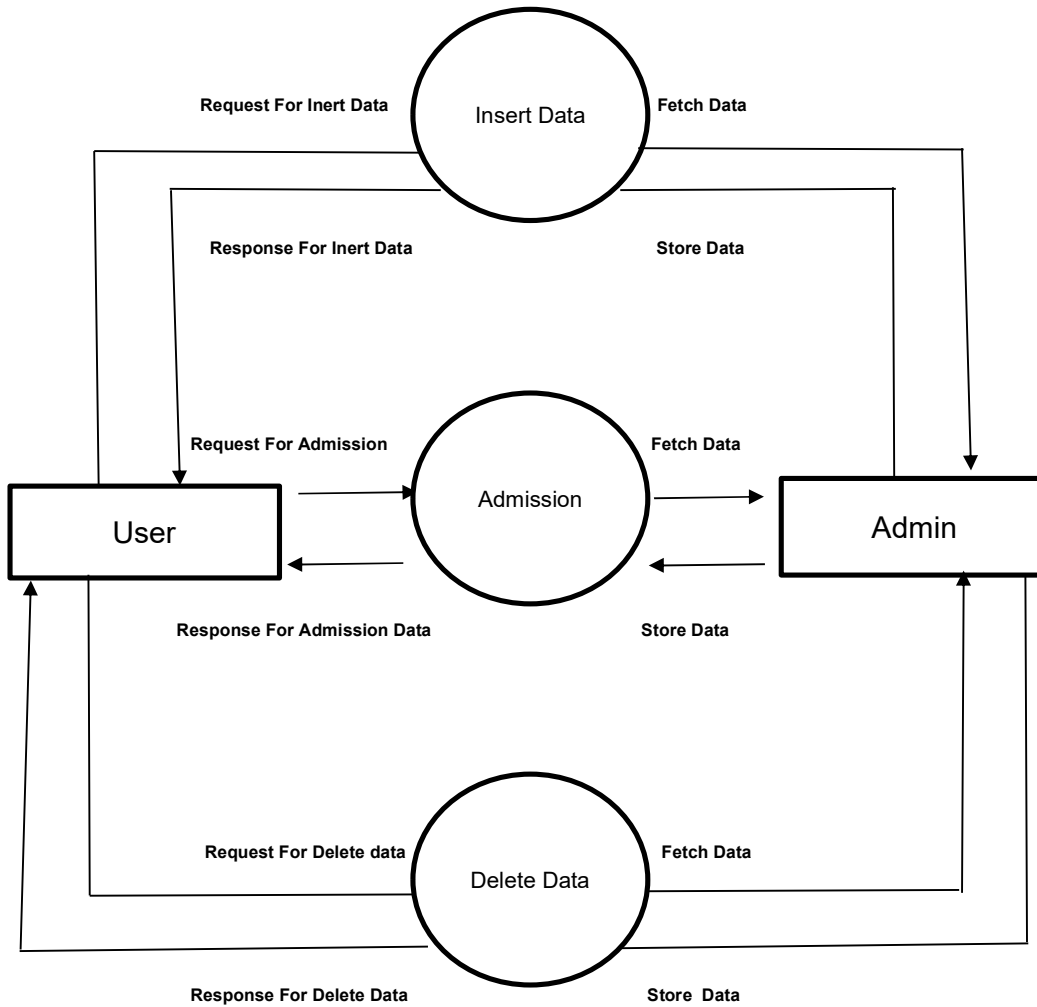 Request For Inert Data
Insert Data
Fetch Data
Response For Inert Data
Store Data
Request For Admission
Fetch Data
User
Admission
Admin
Response For Admission Data
Store Data
Request For Delete data
Fetch Data
Delete Data
Response For Delete Data
Store Data